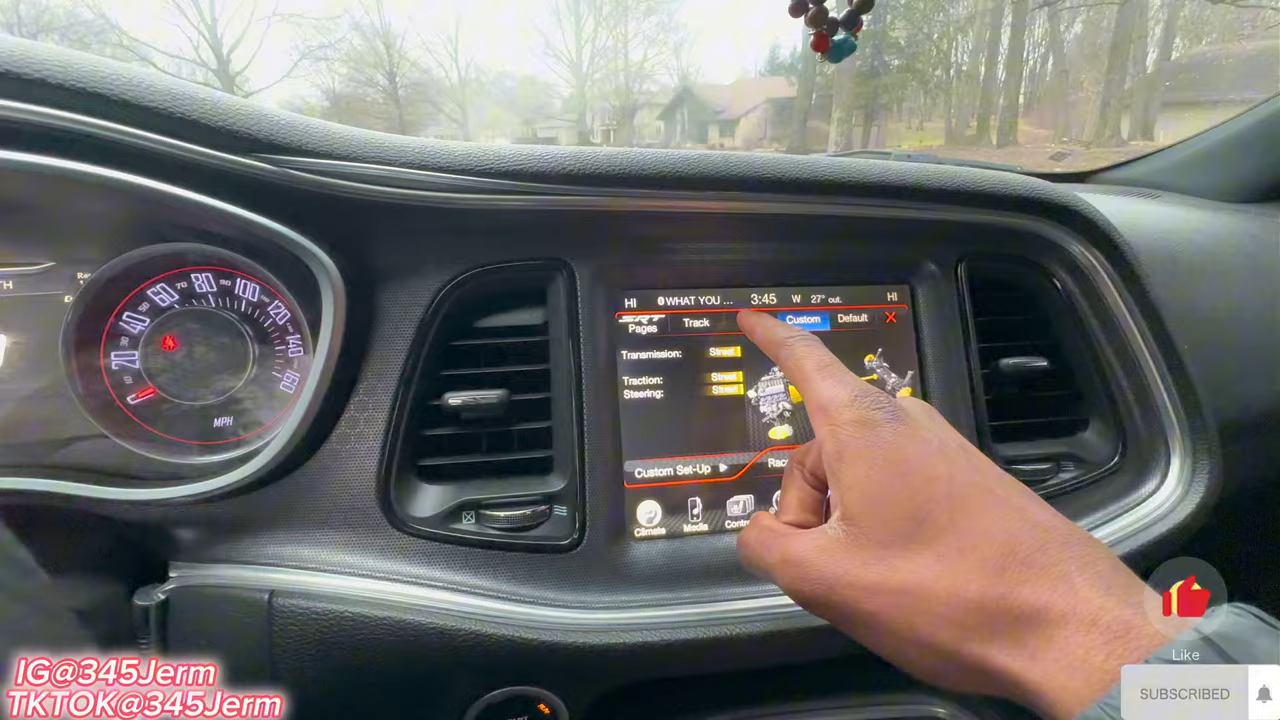 HI WHAT YOU ... 3:45 W 27° out. HI
SRT Pages Track Custom Default X
Transmission: Street
Traction: Street
Steering: Street
Custom Set-Up
Climate Media
20 40 60 80 100 120 140 160
MPH
IG@345Jerm
TKTOK@345Jerm
Like
SUBSCRIBED